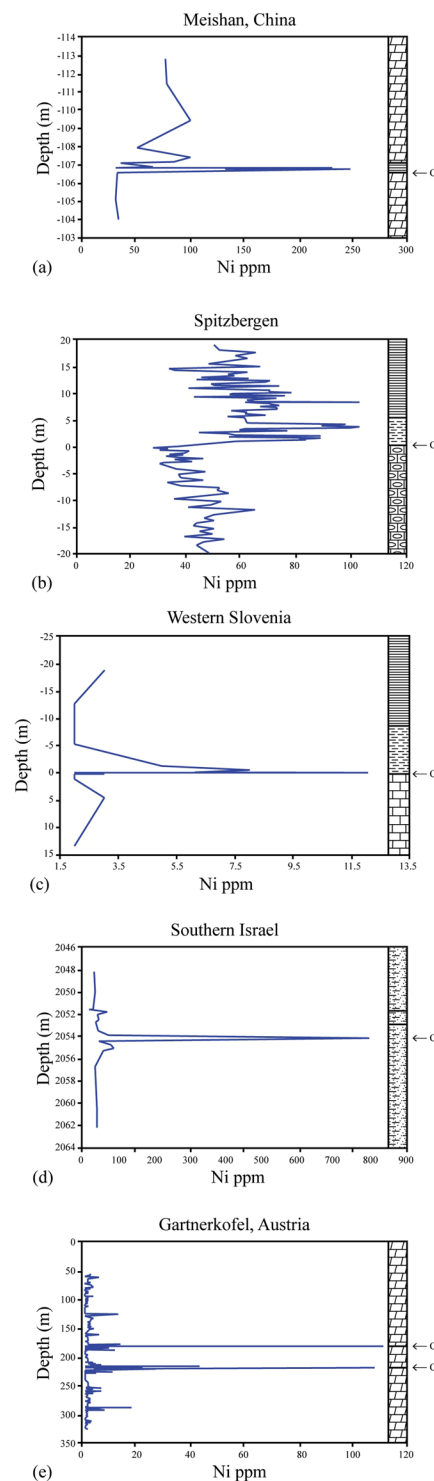 Meishan, China
-114
-113
-112
-110
-109
-108
-107
-106
-105
-104
-103
Depth (m)
0 50 100 150 200 250 300
Ni ppm
(a)
Spitzbergen
20
15
10
5
0
-5
-10
-15
-20
Depth (m)
0 20 40 60 80 100 120
Ni ppm
(b)
Western Slovenia
-25
-20
-15
-10
-5
0
5
10
15
Depth (m)
1.5 3.5 5.5 7.5 9.5 11.5 13.5
Ni ppm
(c)
Southern Israel
2046
2048
2050
2052
2054
2056
2058
2060
2062
2064
Depth (m)
0 100 200 300 400 500 600 700 800 900
Ni ppm
(d)
Gartnerkofel, Austria
0
50
100
150
200
250
300
350
Depth (m)
0 20 40 60 80 100 120
Ni ppm
(e)